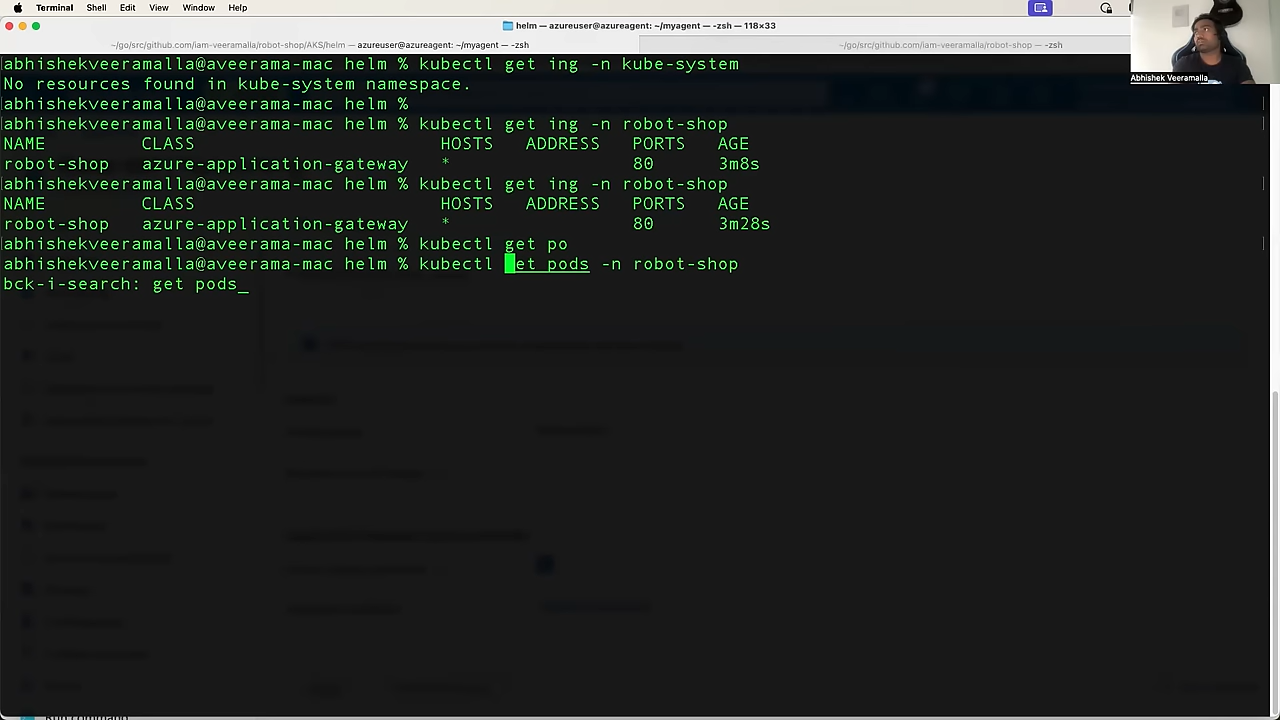 Terminal Shell Edit View Window Help
helm — azureuser@azureagent: ~/myagent — -zsh — 118×33
~/go/src/github.com/iam-veeramalla/robot-shop/AKS/helm — azureuser@azureagent: ~/myagent — -zsh
~/go/src/github.com/iam-veeramalla/robot-shop — -zsh
Abhishek Veeramalla
abhishekveeramalla@aveerama-mac helm % kubectl get ing -n kube-system
No resources found in kube-system namespace.
abhishekveeramalla@aveerama-mac helm %
abhishekveeramalla@aveerama-mac helm % kubectl get ing -n robot-shop
NAME CLASS HOSTS ADDRESS PORTS AGE
robot-shop azure-application-gateway * 80 3m8s
abhishekveeramalla@aveerama-mac helm % kubectl get ing -n robot-shop
NAME CLASS HOSTS ADDRESS PORTS AGE
robot-shop azure-application-gateway * 80 3m28s
abhishekveeramalla@aveerama-mac helm % kubectl get po
abhishekveeramalla@aveerama-mac helm % kubectl get pods -n robot-shop
bck-i-search: get pods_
Run command